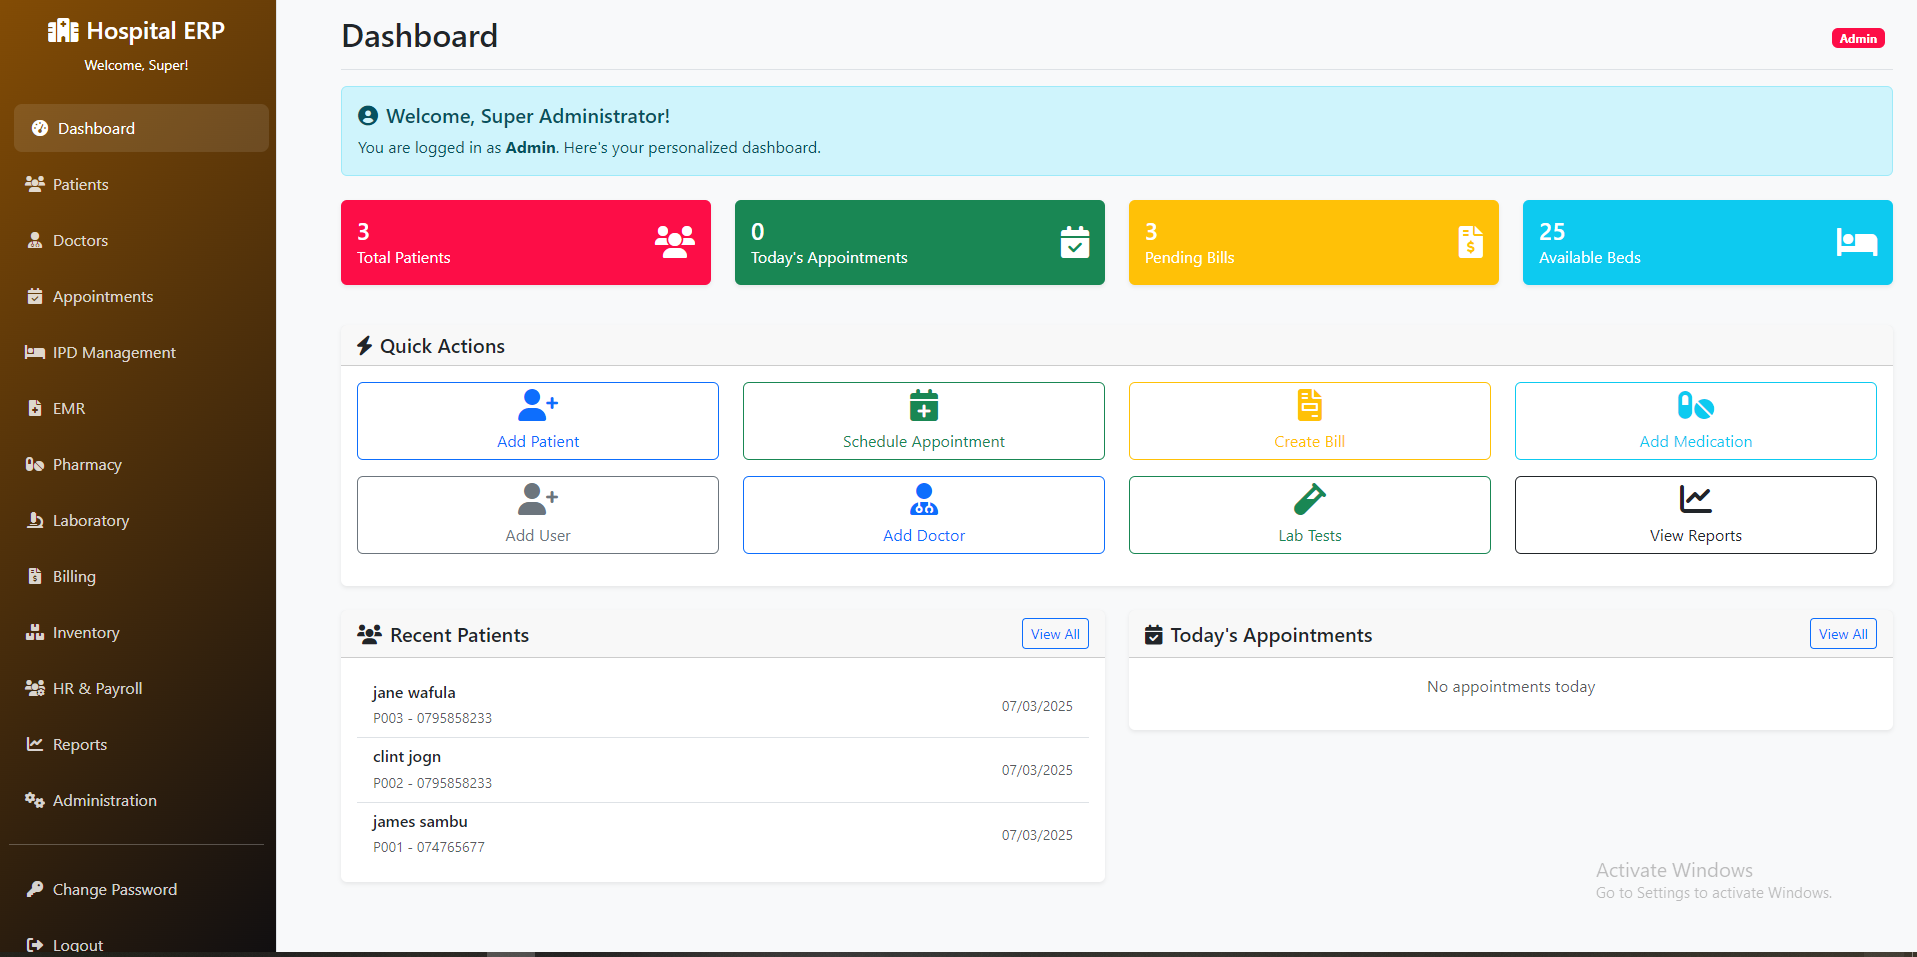 Hospital ERP
Welcome, Super!
Dashboard
Patients
Doctors
Appointments
IPD Management
EMR
Pharmacy
Laboratory
Billing
Inventory
HR & Payroll
Reports
Administration
Change Password
Logout
Dashboard
Admin
Welcome, Super Administrator!
You are logged in as Admin. Here's your personalized dashboard.
3
Total Patients
0
Today's Appointments
3
Pending Bills
25
Available Beds
Quick Actions
Add Patient
Schedule Appointment
Create Bill
Add Medication
Add User
Add Doctor
Lab Tests
View Reports
Recent Patients
View All
jane wafula
P003 - 0795858233
07/03/2025
clint jogn
P002 - 0795858233
07/03/2025
james sambu
P001 - 074765677
07/03/2025
Today's Appointments
View All
No appointments today
Activate Windows
Go to Settings to activate Windows.